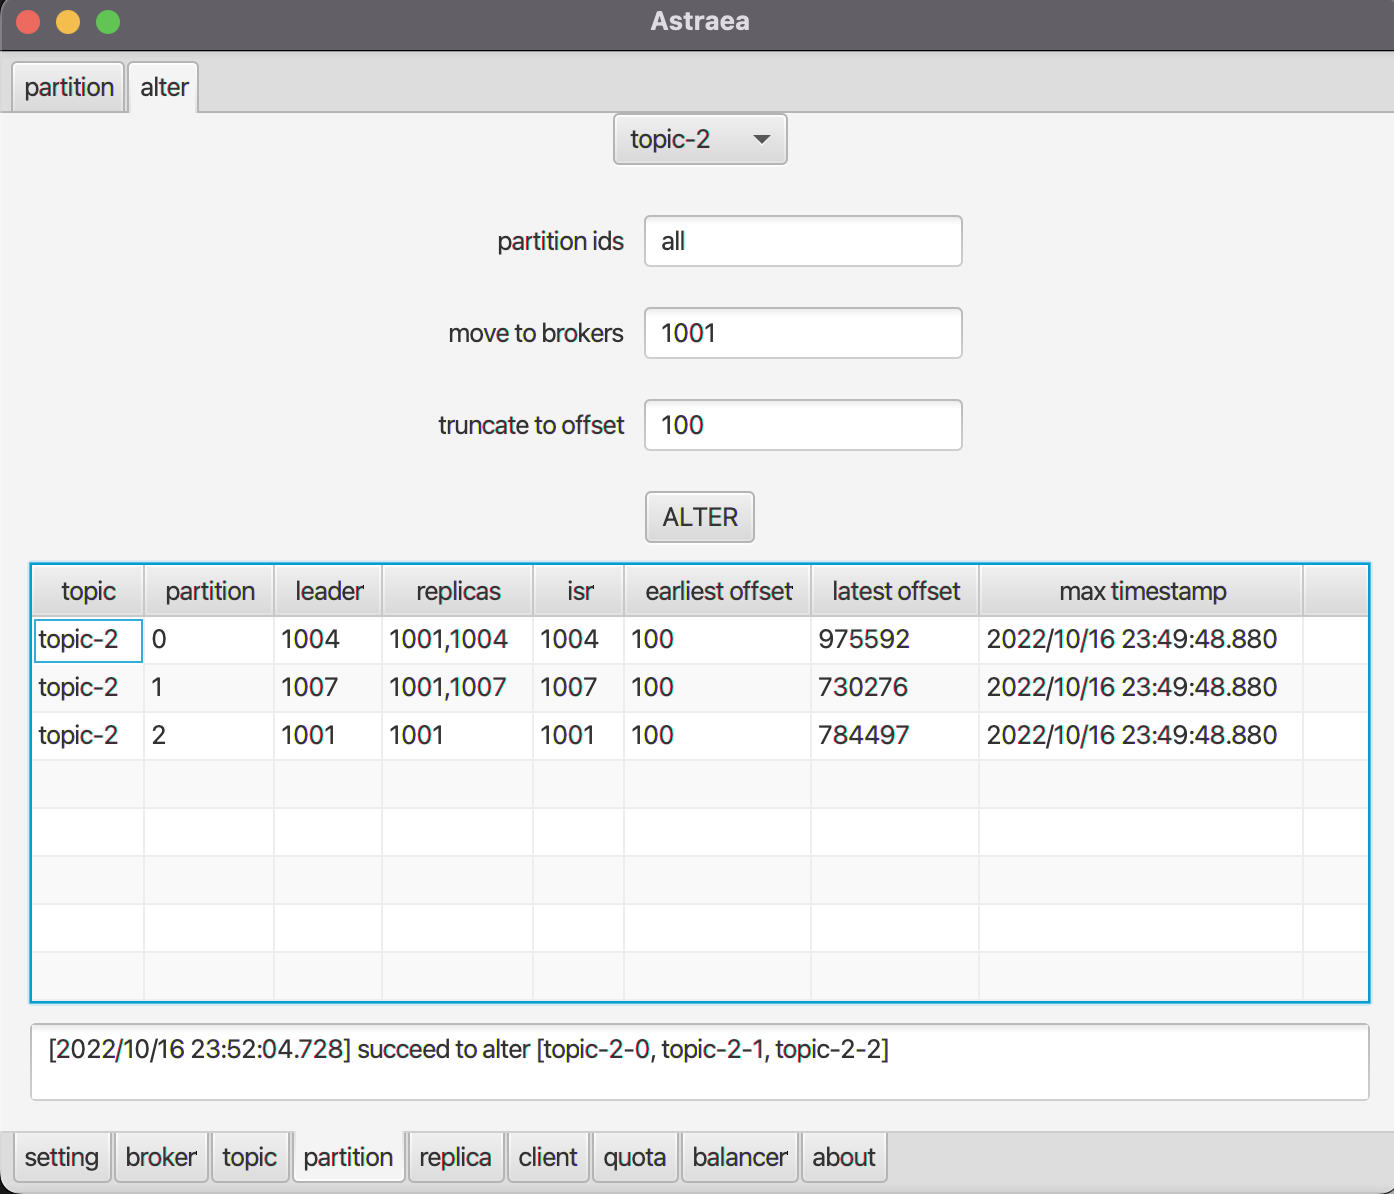 Astraea
partition alter
topic-2
partition ids all
move to brokers 1001
truncate to offset 100
ALTER
topic partition leader replicas isr earliest offset latest offset max timestamp
topic-2 0 1004 1001,1004 1004 100 975592 2022/10/16 23:49:48.880
topic-2 1 1007 1001,1007 1007 100 730276 2022/10/16 23:49:48.880
topic-2 2 1001 1001 1001 100 784497 2022/10/16 23:49:48.880
[2022/10/16 23:52:04.728] succeed to alter [topic-2-0, topic-2-1, topic-2-2]
setting broker topic partition replica client quota balancer about